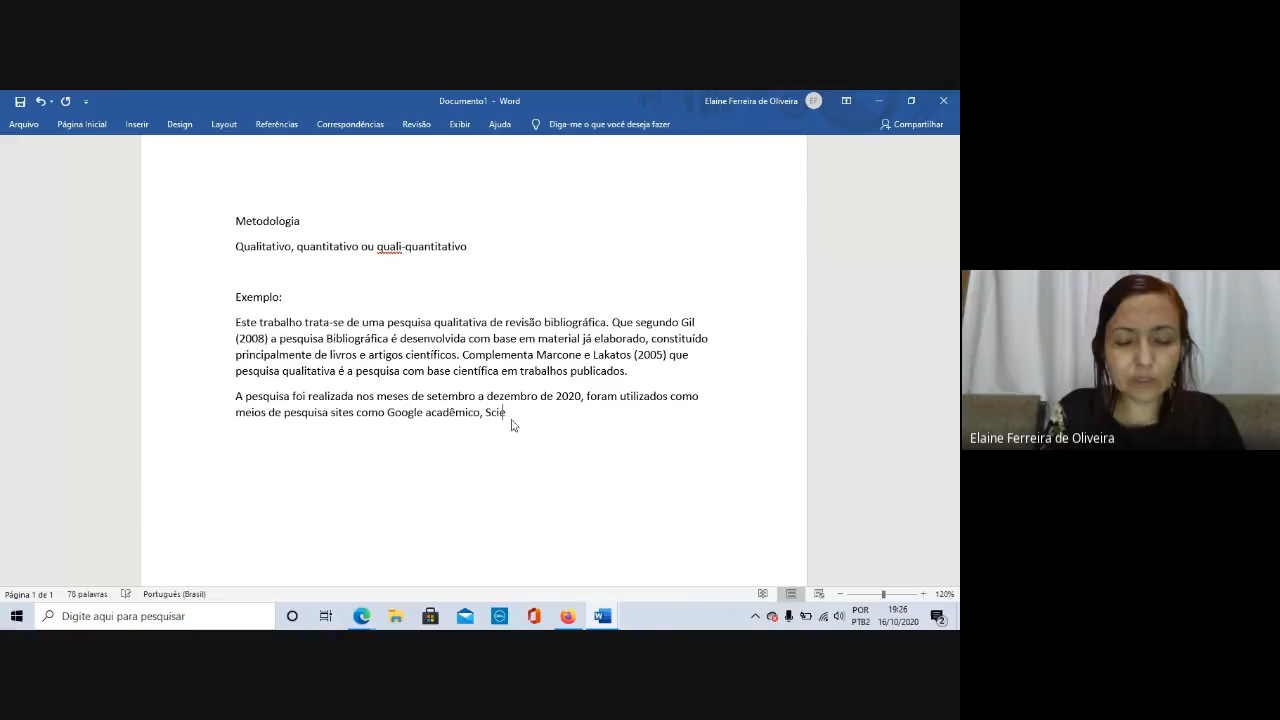 Documento1 - Word
Elaine Ferreira de Oliveira
EF
Arquivo
Página Inicial
Inserir
Design
Layout
Referências
Correspondências
Revisão
Exibir
Ajuda
Diga-me o que você deseja fazer
Compartilhar
Metodologia
Qualitativo, quantitativo ou quali-quantitativo
Exemplo:
Este trabalho trata-se de uma pesquisa qualitativa de revisão bibliográfica. Que segundo Gil
(2008) a pesquisa Bibliográfica é desenvolvida com base em material já elaborado, constituído
principalmente de livros e artigos científicos. Complementa Marcone e Lakatos (2005) que
pesquisa qualitativa é a pesquisa com base científica em trabalhos publicados.
A pesquisa foi realizada nos meses de setembro a dezembro de 2020, foram utilizados como
meios de pesquisa sites como Google acadêmico, Scie
Elaine Ferreira de Oliveira
Página 1 de 1
78 palavras
Português (Brasil)
120%
Digite aqui para pesquisar
POR
PTB2
19:26
16/10/2020
2